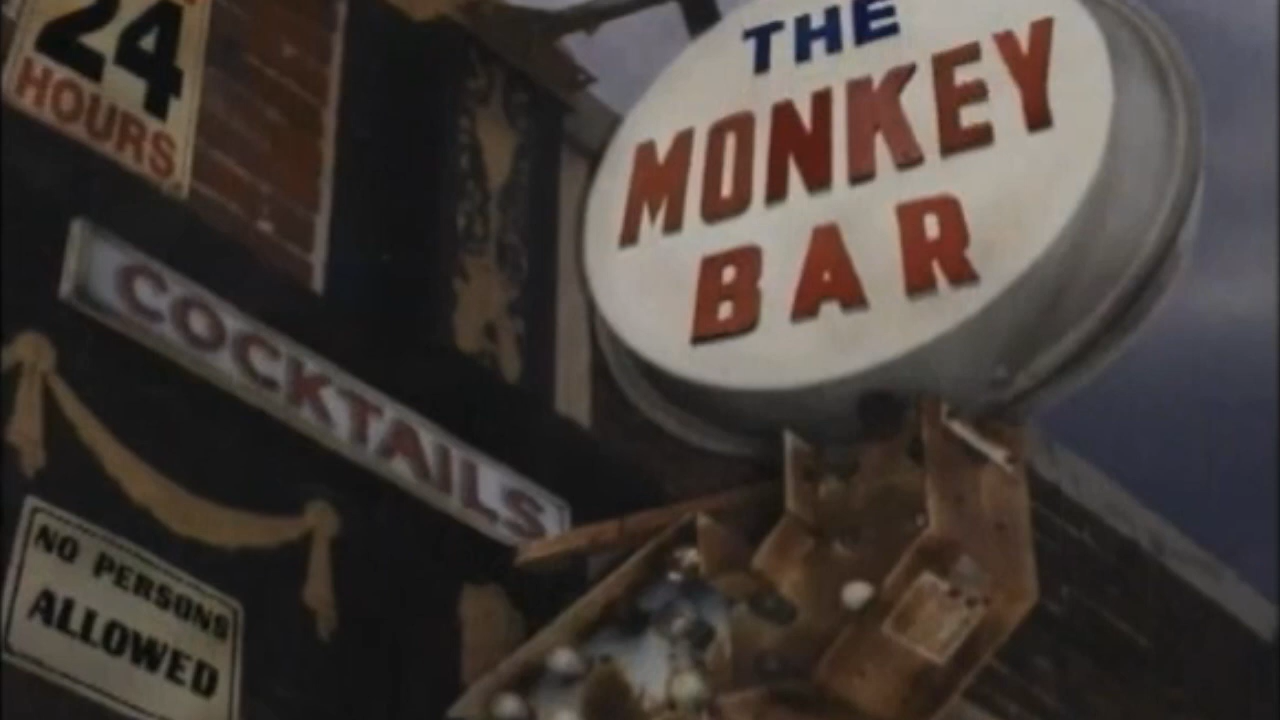 24
HOURS
THE
MONKEY
BAR
COCKTAILS
NO PERSONS
ALLOWED